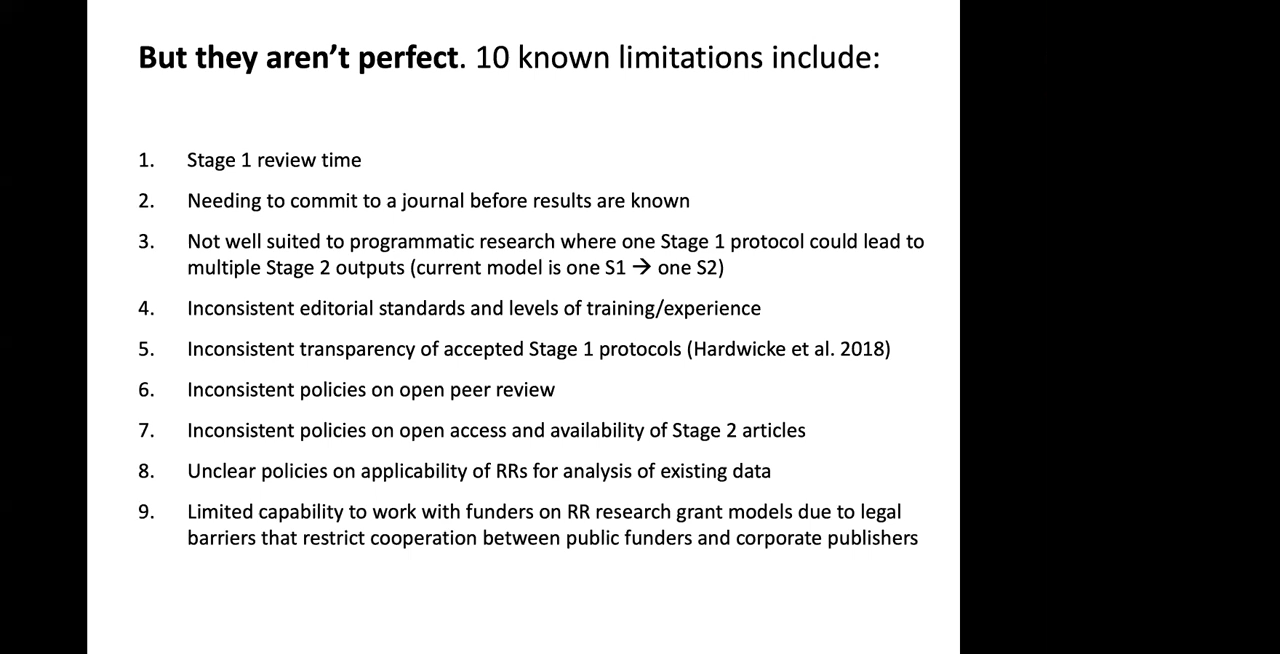 But they aren’t perfect. 10 known limitations include:
1. Stage 1 review time
2. Needing to commit to a journal before results are known
3. Not well suited to programmatic research where one Stage 1 protocol could lead to
multiple Stage 2 outputs (current model is one S1 → one S2)
4. Inconsistent editorial standards and levels of training/experience
5. Inconsistent transparency of accepted Stage 1 protocols (Hardwicke et al. 2018)
6. Inconsistent policies on open peer review
7. Inconsistent policies on open access and availability of Stage 2 articles
8. Unclear policies on applicability of RRs for analysis of existing data
9. Limited capability to work with funders on RR research grant models due to legal
barriers that restrict cooperation between public funders and corporate publishers